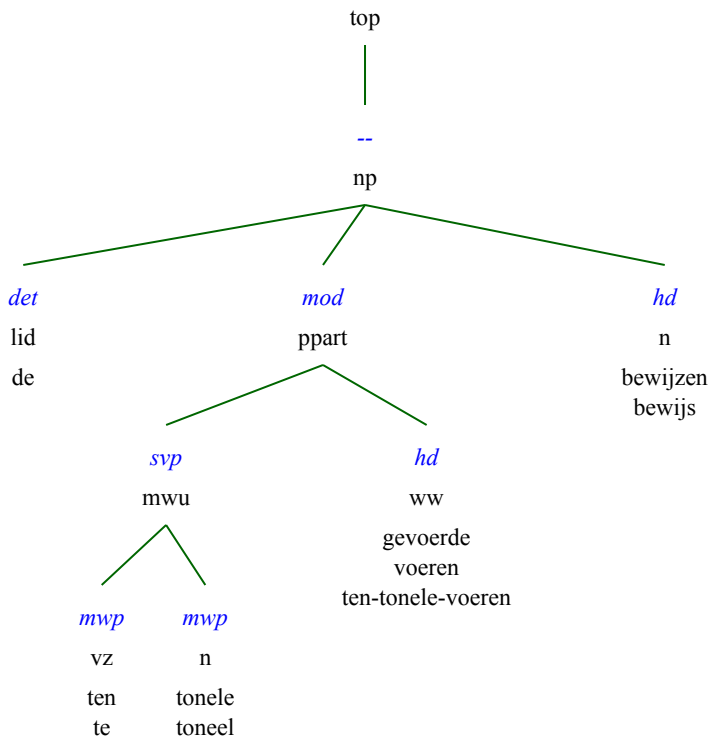 top
--
np
det mod hd
lid ppart n
de bewijzen
bewijs
svp hd
mwu ww
gevoerde
voeren
ten-tonele-voeren
mwp mwp
vz n
ten tonele
te toneel